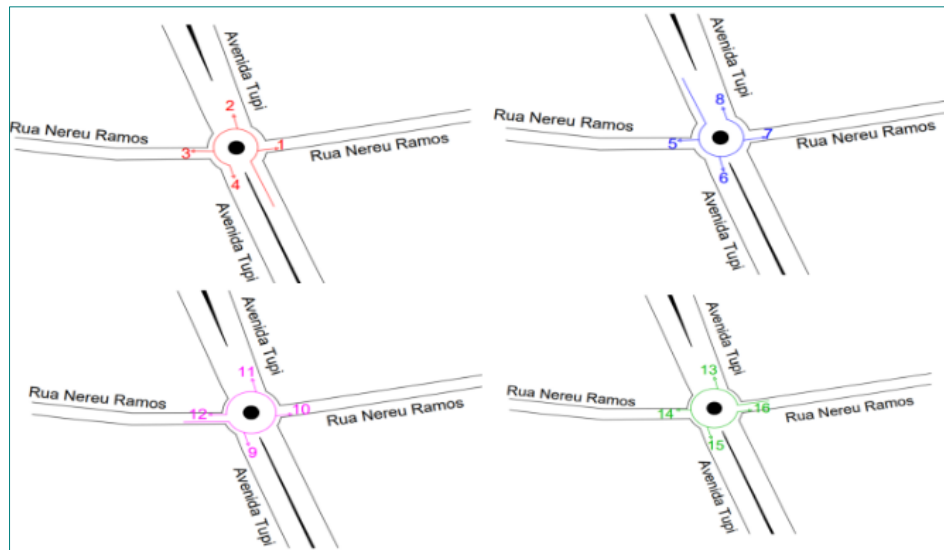 Avenida Tupi
2
Rua Nereu Ramos
1
3
Rua Nereu Ramos
4
Avenida Tupi
Avenida Tupi
8
Rua Nereu Ramos
7
5
Rua Nereu Ramos
6
Avenida Tupi
Avenida Tupi
11
Rua Nereu Ramos
12
10
Rua Nereu Ramos
9
Avenida Tupi
Avenida Tupi
13
Rua Nereu Ramos
14
16
Rua Nereu Ramos
15
Avenida Tupi